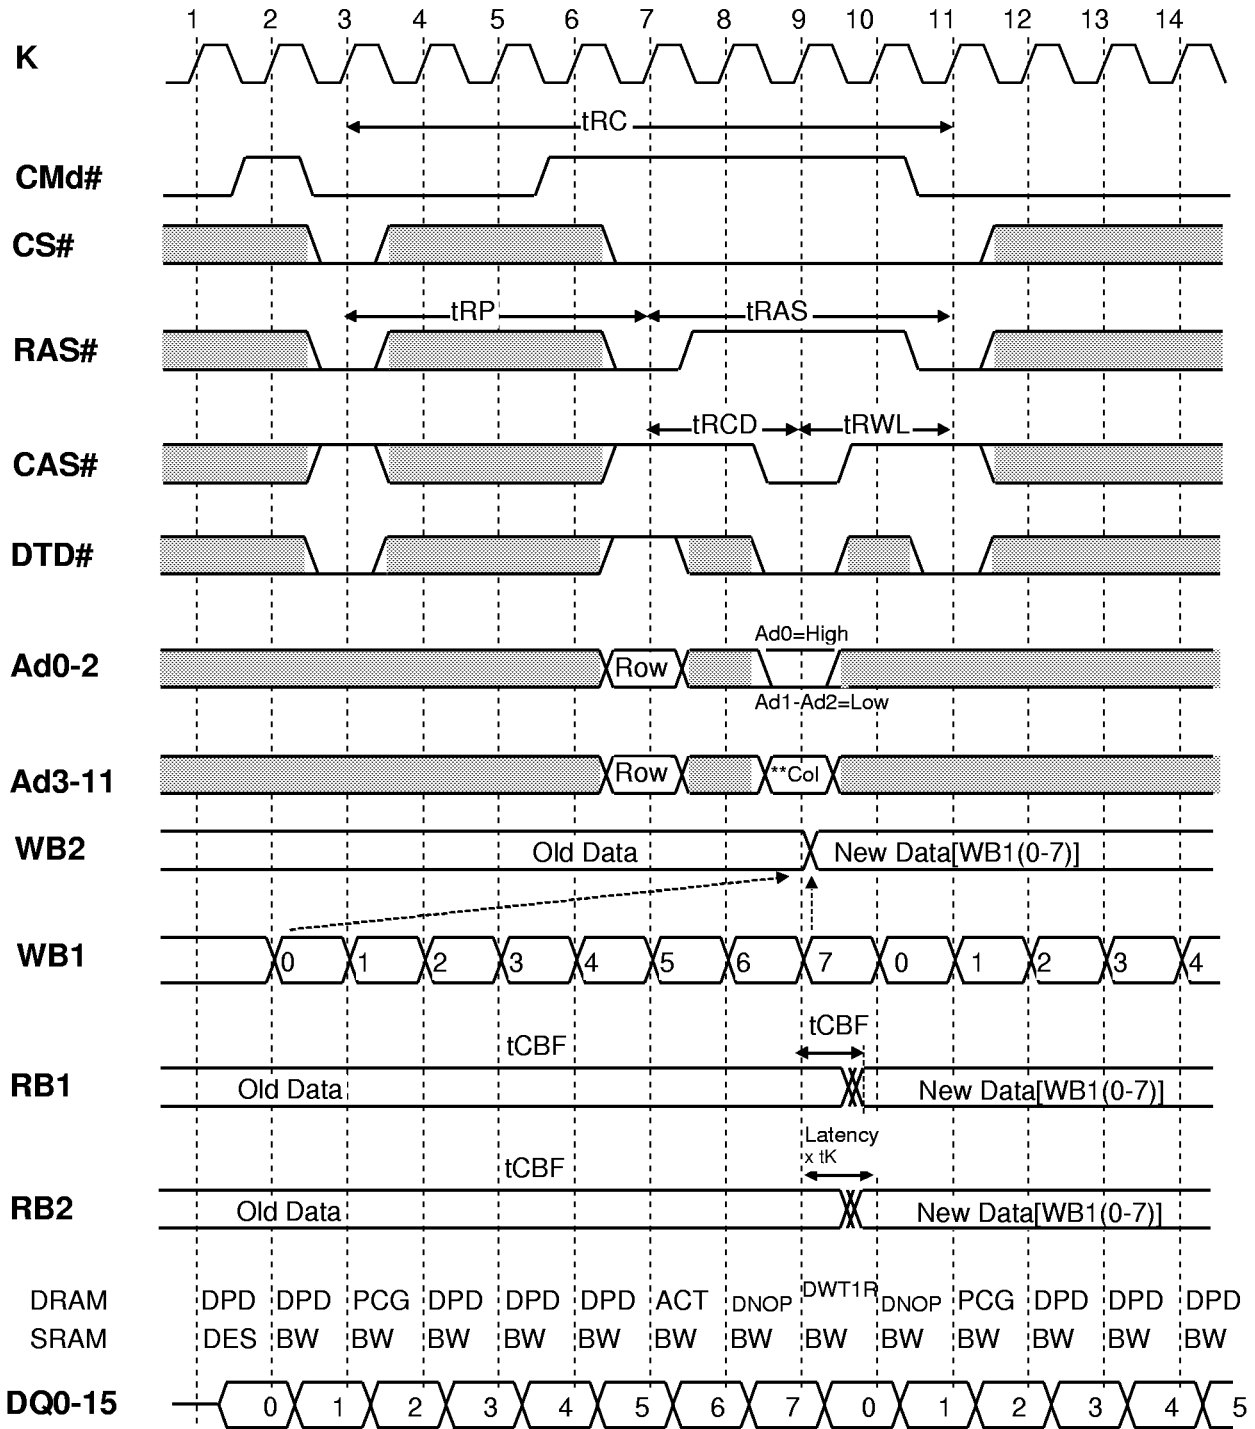 1 2 3 4 5 6 7 8 9 10 11 12 13 14
K
tRC
CMd#
CS#
tRP tRAS
RAS#
tRCD tRWL
CAS#
DTD#
Ad0=High
Ad0-2 Row
Ad1-Ad2=Low
Ad3-11 Row **Col
WB2 Old Data New Data[WB1(0-7)]
WB1 0 1 2 3 4 5 6 7 0 1 2 3 4
tCBF
tCBF
RB1 Old Data New Data[WB1(0-7)]
Latency
x tK
tCBF
RB2 Old Data New Data[WB1(0-7)]
DRAM DPD DPD PCG DPD DPD DPD ACT DNOP DWT1R DNOP PCG DPD DPD DPD
SRAM DES BW BW BW BW BW BW BW BW BW BW BW BW BW
DQ0-15 0 1 2 3 4 5 6 7 0 1 2 3 4 5